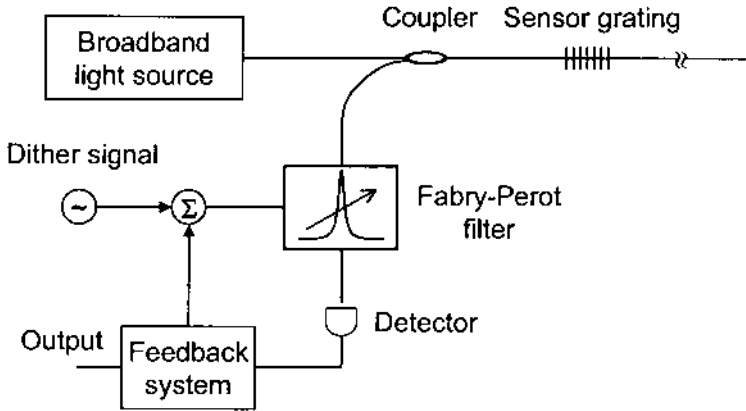 Coupler
Sensor grating
Broadband
light source
Dither signal
~
Σ
Fabry-Perot
filter
Detector
Output
Feedback
system